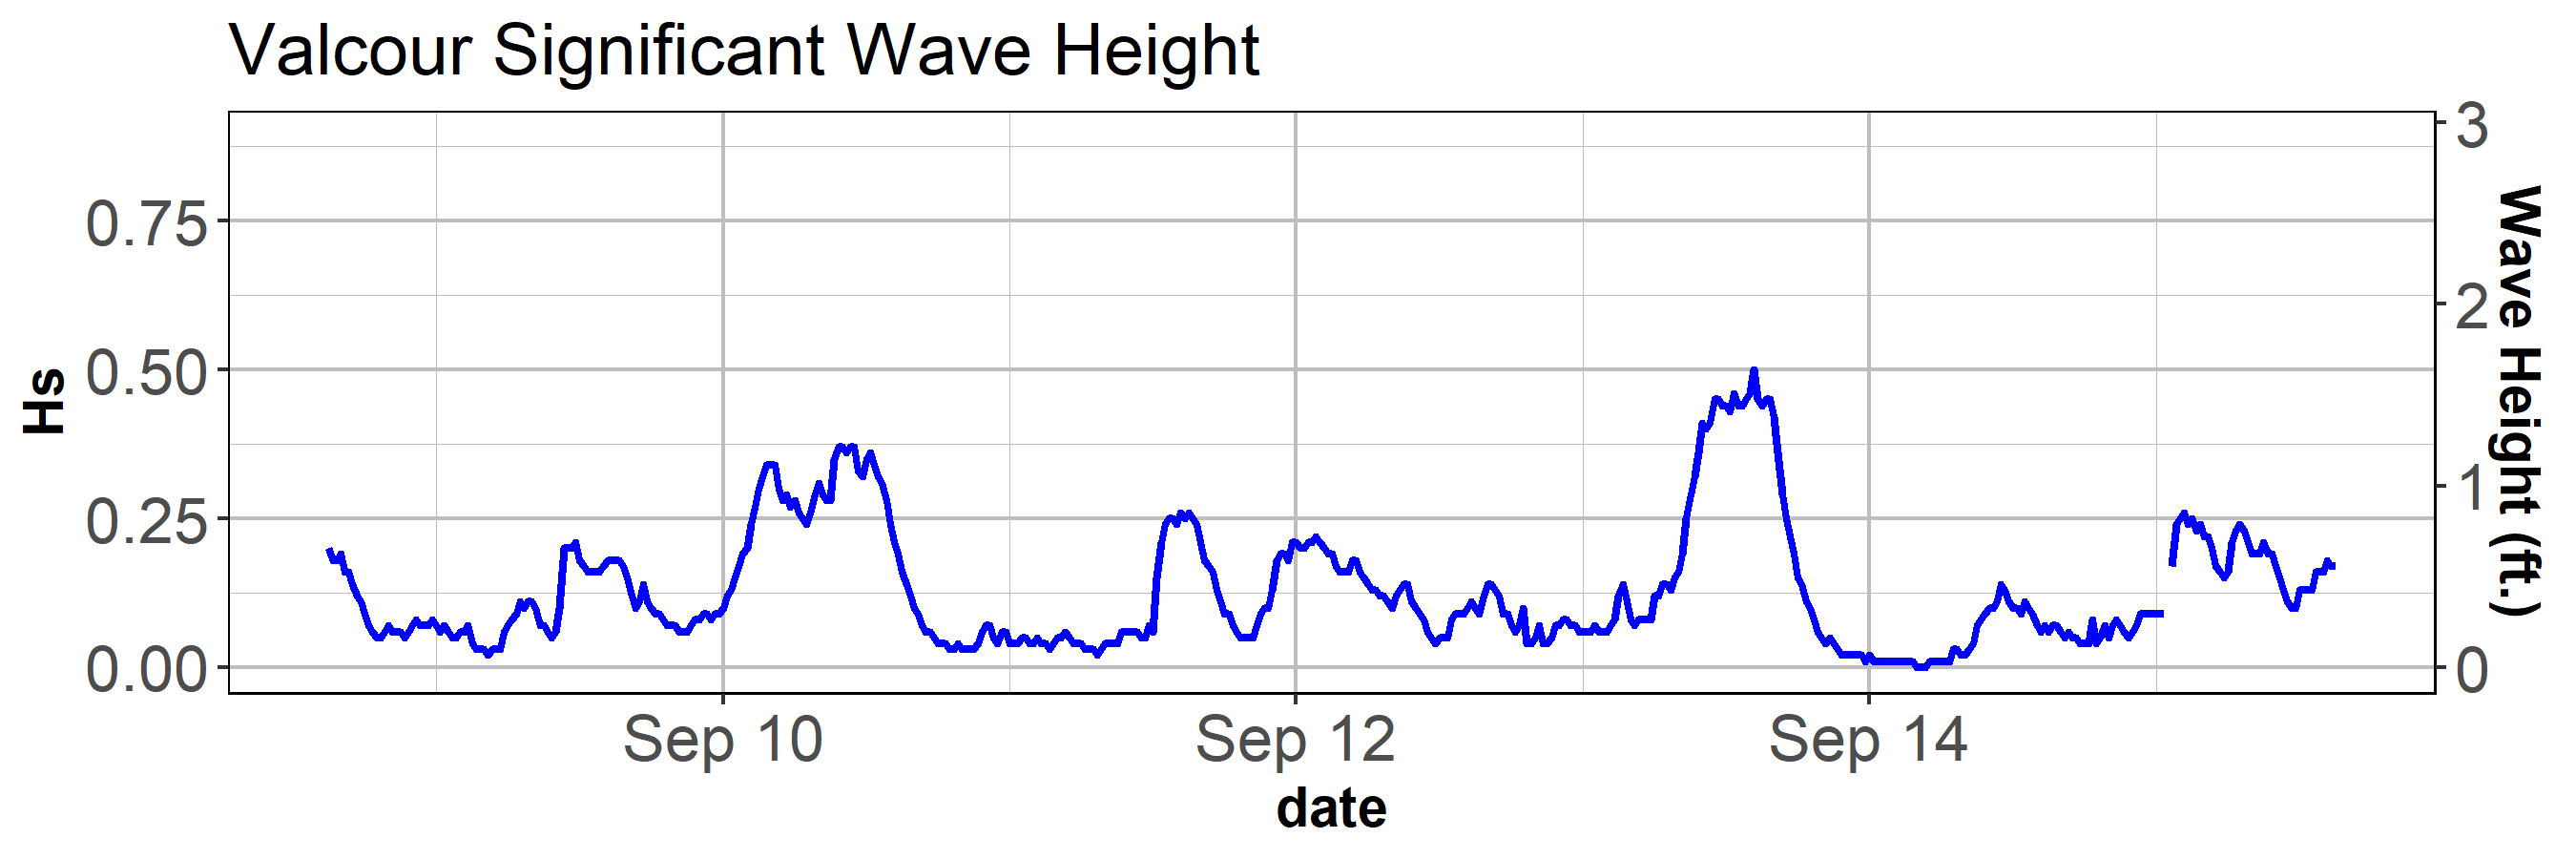 Valcour Significant Wave Height
Hs
0.75
0.50
0.25
0.00
3
2
1
0
Wave Height (ft.)
Sep 10
Sep 12
Sep 14
date